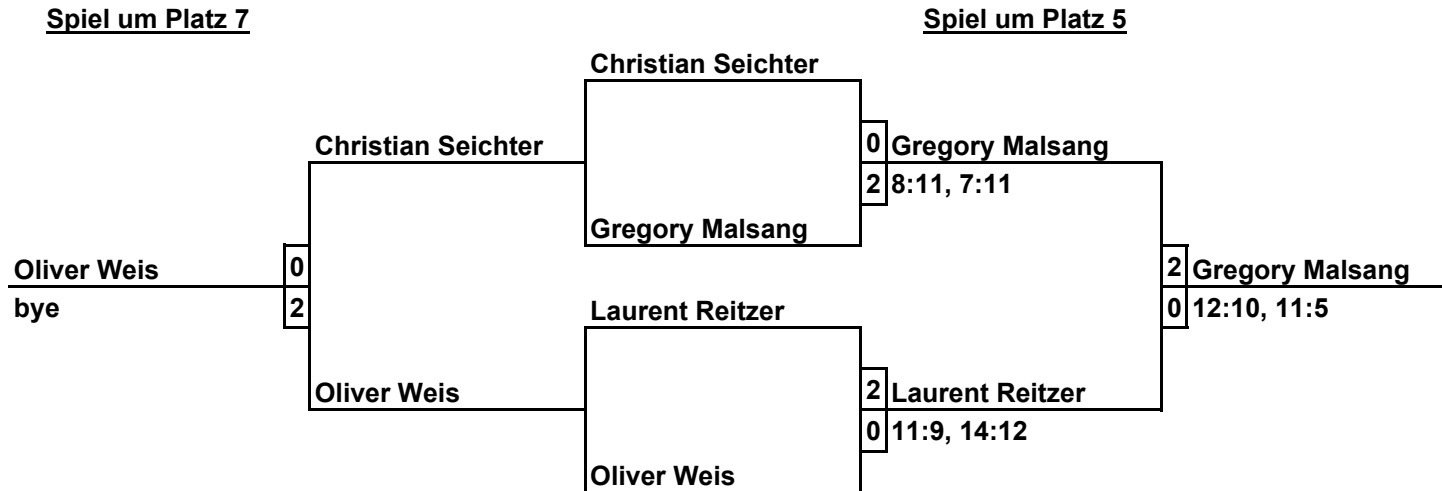 Spiel um Platz 7
Spiel um Platz 5
Christian Seichter
Christian Seichter
0 Gregory Malsang
2 8:11, 7:11
Gregory Malsang
Oliver Weis 0
2 Gregory Malsang
bye 2
Laurent Reitzer
0 12:10, 11:5
Oliver Weis
2 Laurent Reitzer
0 11:9, 14:12
Oliver Weis